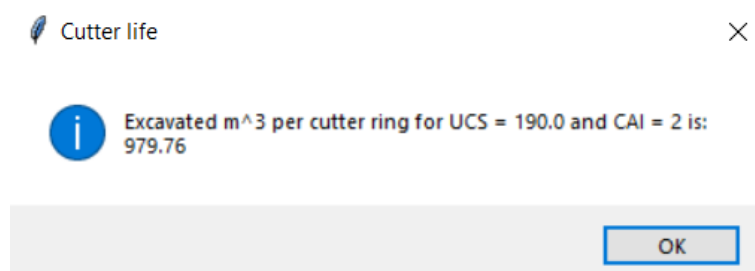 Cutter life
Excavated m^3 per cutter ring for UCS = 190.0 and CAI = 2 is:
979.76
OK